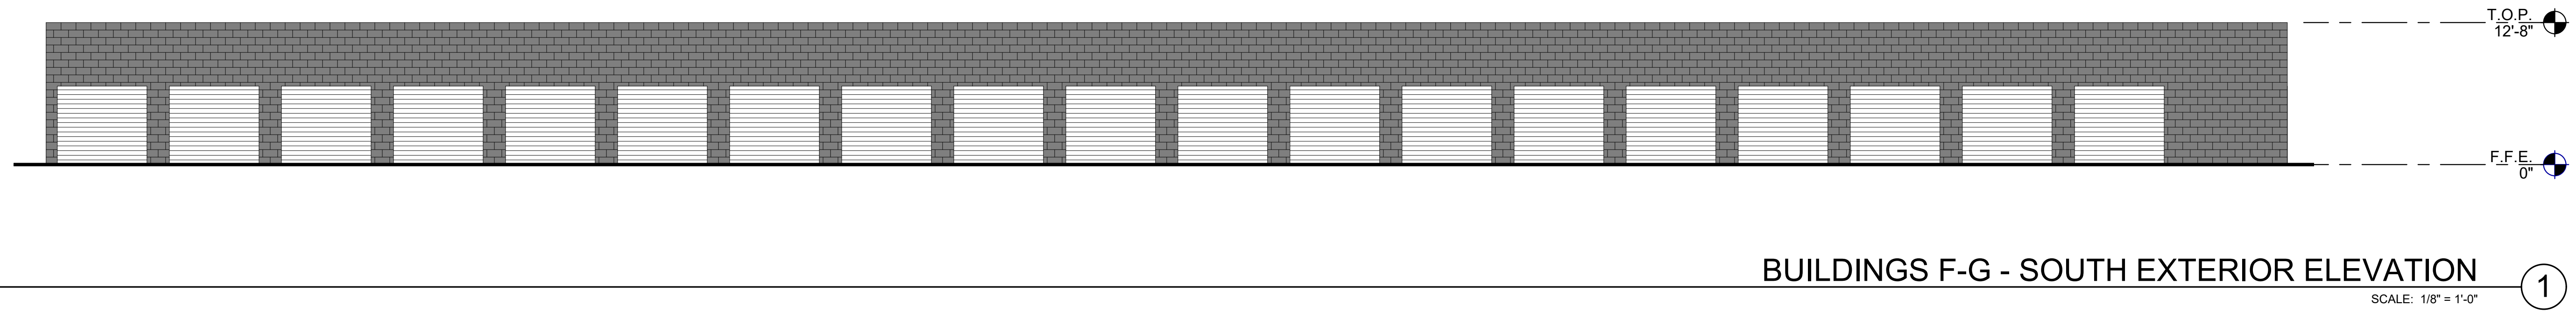 T.O.P.
12'-8"
F.F.E.
0"
BUILDINGS F-G - SOUTH EXTERIOR ELEVATION
1
SCALE: 1/8" = 1'-0"